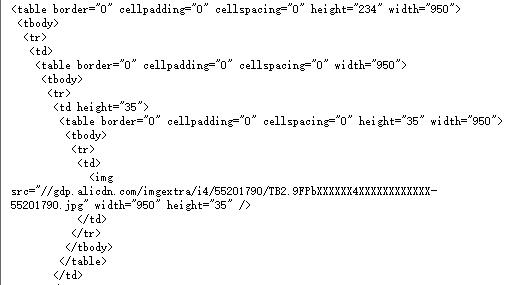 <table border="0" cellpadding="0" cellspacing="0" height="234" width="950">
<tbody>
<tr>
<td>
<table border="0" cellpadding="0" cellspacing="0" width="950">
<tbody>
<tr>
<td height="35">
<table border="0" cellpadding="0" cellspacing="0" height="35" width="950">
<tbody>
<tr>
<td>
<img
src="//gdp.alicdn.com/imgextra/i4/55201790/TB2.9FPbXXXXXX4XXXXXXXXXXXX-
55201790.jpg" width="950" height="35" />
</td>
</tr>
</tbody>
</table>
</td>